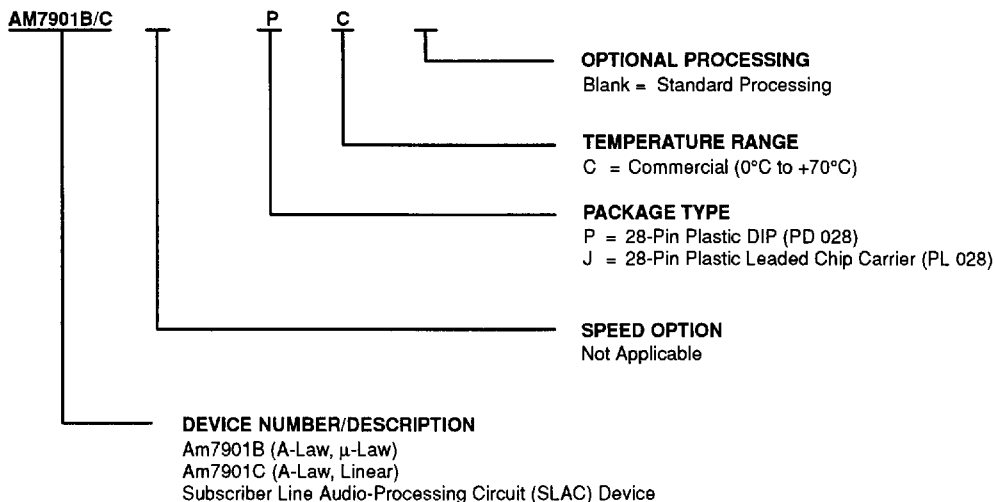 AM7901B/C P C
OPTIONAL PROCESSING
Blank = Standard Processing
TEMPERATURE RANGE
C = Commercial (0°C to +70°C)
PACKAGE TYPE
P = 28-Pin Plastic DIP (PD 028)
J = 28-Pin Plastic Leaded Chip Carrier (PL 028)
SPEED OPTION
Not Applicable
DEVICE NUMBER/DESCRIPTION
Am7901B (A-Law, μ-Law)
Am7901C (A-Law, Linear)
Subscriber Line Audio-Processing Circuit (SLAC) Device